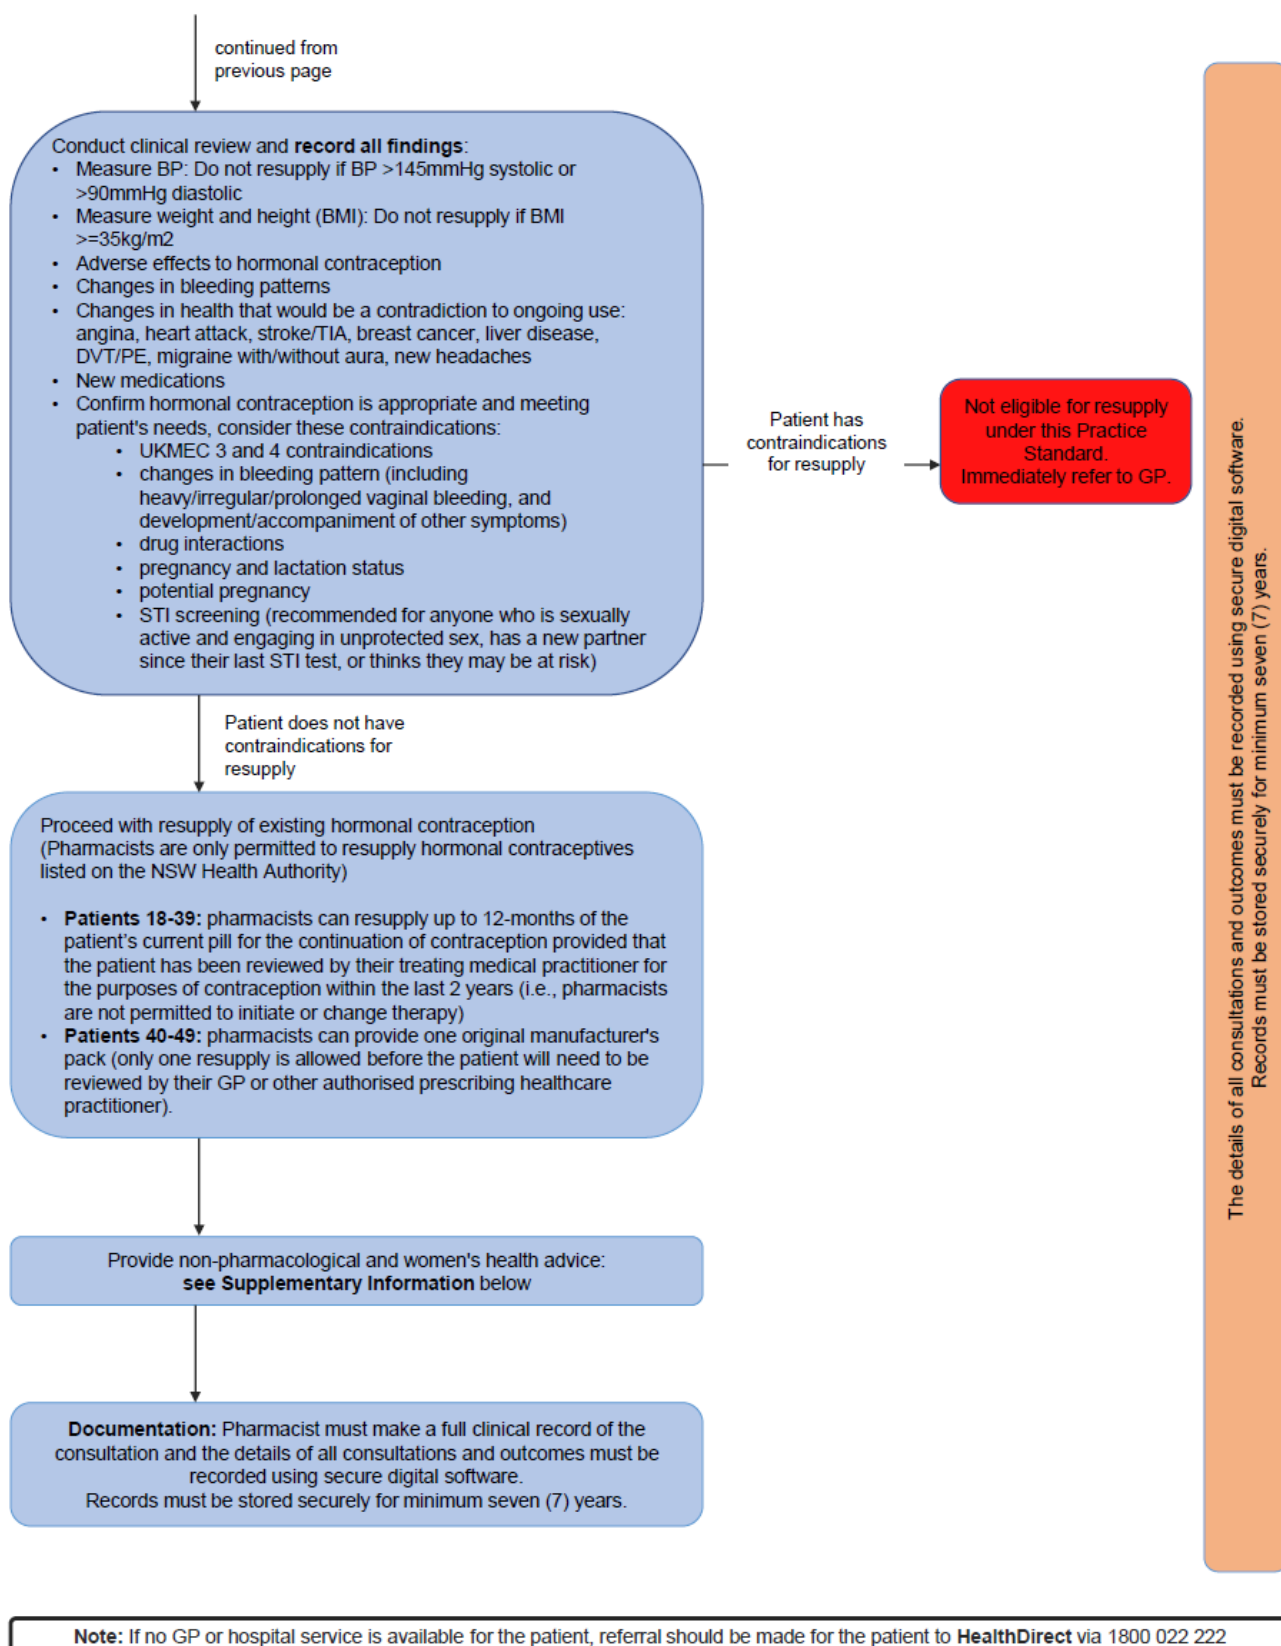 continued from
previous page
Conduct clinical review and record all findings:
• Measure BP: Do not resupply if BP >145mmHg systolic or
>90mmHg diastolic
• Measure weight and height (BMI): Do not resupply if BMI
>=35kg/m2
• Adverse effects to hormonal contraception
• Changes in bleeding patterns
• Changes in health that would be a contradiction to ongoing use:
angina, heart attack, stroke/TIA, breast cancer, liver disease,
DVT/PE, migraine with/without aura, new headaches
• New medications
• Confirm hormonal contraception is appropriate and meeting
patient's needs, consider these contraindications:
• UKMEC 3 and 4 contraindications
• changes in bleeding pattern (including
heavy/irregular/prolonged vaginal bleeding, and
development/accompaniment of other symptoms)
• drug interactions
• pregnancy and lactation status
• potential pregnancy
• STI screening (recommended for anyone who is sexually
active and engaging in unprotected sex, has a new partner
since their last STI test, or thinks they may be at risk)
Patient has
contraindications
for resupply
Not eligible for resupply
under this Practice
Standard.
Immediately refer to GP.
Patient does not have
contraindications for
resupply
Proceed with resupply of existing hormonal contraception
(Pharmacists are only permitted to resupply hormonal contraceptives
listed on the NSW Health Authority)
• Patients 18-39: pharmacists can resupply up to 12-months of the
patient's current pill for the continuation of contraception provided that
the patient has been reviewed by their treating medical practitioner for
the purposes of contraception within the last 2 years (i.e., pharmacists
are not permitted to initiate or change therapy)
• Patients 40-49: pharmacists can provide one original manufacturer's
pack (only one resupply is allowed before the patient will need to be
reviewed by their GP or other authorised prescribing healthcare
practitioner).
Provide non-pharmacological and women's health advice:
see Supplementary Information below
Documentation: Pharmacist must make a full clinical record of the
consultation and the details of all consultations and outcomes must be
recorded using secure digital software.
Records must be stored securely for minimum seven (7) years.
The details of all consultations and outcomes must be recorded using secure digital software.
Records must be stored securely for minimum seven (7) years.
Note: If no GP or hospital service is available for the patient, referral should be made for the patient to HealthDirect via 1800 022 222